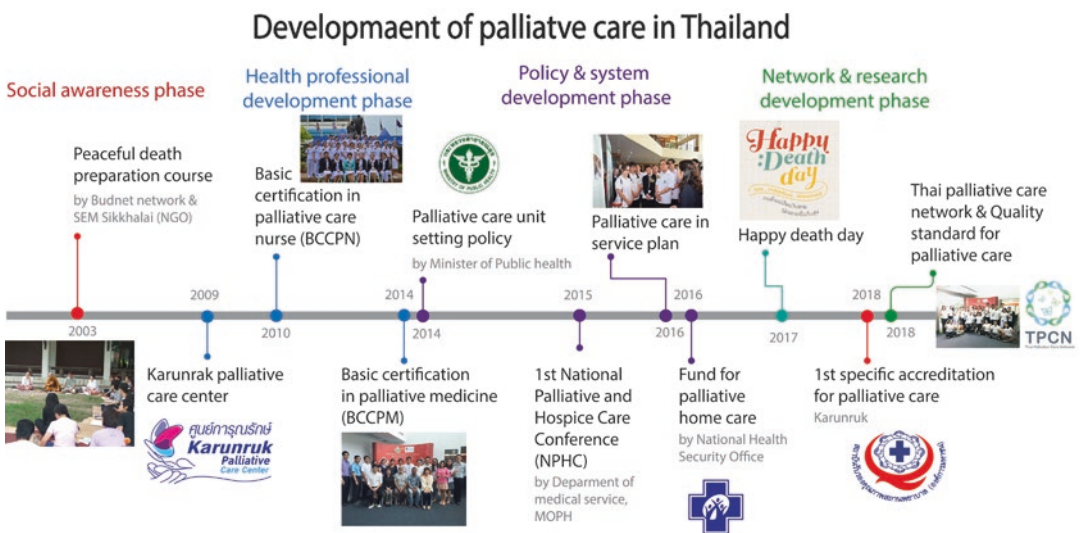 Developmaent of palliatve care in Thailand
Social awareness phase
Health professional
development phase
Policy & system
development phase
Network & research
development phase
Peaceful death
preparation course
by Budnet network &
SEM Sikkhalai (NGO)
Basic
certification in
palliative care
nurse (BCCPN)
MINISTRY OF PUBLIC HEALTH
Palliative care unit
setting policy
by Minister of Public health
Palliative care in
service plan
Happy
:Death
day
Happy death day
Thai palliative care
network & Quality
standard for
palliative care
2003
2009
2010
2014
2014
2015
2016
2016
2017
2018
2018
TPCN
Karunrak palliative
care center
ศูนย์การุณรักษ์
Karunruk
Palliative
Care Center
Basic certification
in palliative medicine
(BCCPM)
1st National
Palliative and
Hospice Care
Conference
(NPHC)
by Deparment of
medical service,
MOPH
Fund for
palliative
home care
by National Health
Security Office
1st specific accreditation
for palliative care
Karunruk